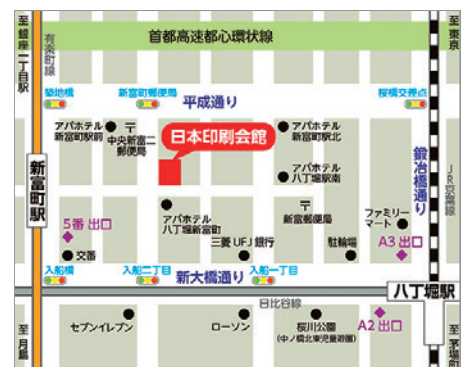 至銀座一丁目駅
有楽町線
首都高速都心環状線
至東京
築地橋
新富町郵便局
平成通り
桜橋交差点
アパホテル
新富町駅前
〒
中央新富二
郵便局
日本印刷会館
アパホテル
新富町駅北
新富町駅
アパホテル
八丁堀駅南
鍛冶橋通り
JR京葉線
5番 出口
アパホテル
八丁堀新富町
〒
新富郵便局
ファミリー
マート
交番
三菱 UFJ 銀行
駐輪場
A3 出口
入船橋
入船二丁目
新大橋通り
入船一丁目
八丁堀駅
日比谷線
セブンイレブン
ローソン
桜川公園
(中ノ橋北東児童遊園)
A2 出口
至月島
至茅場町